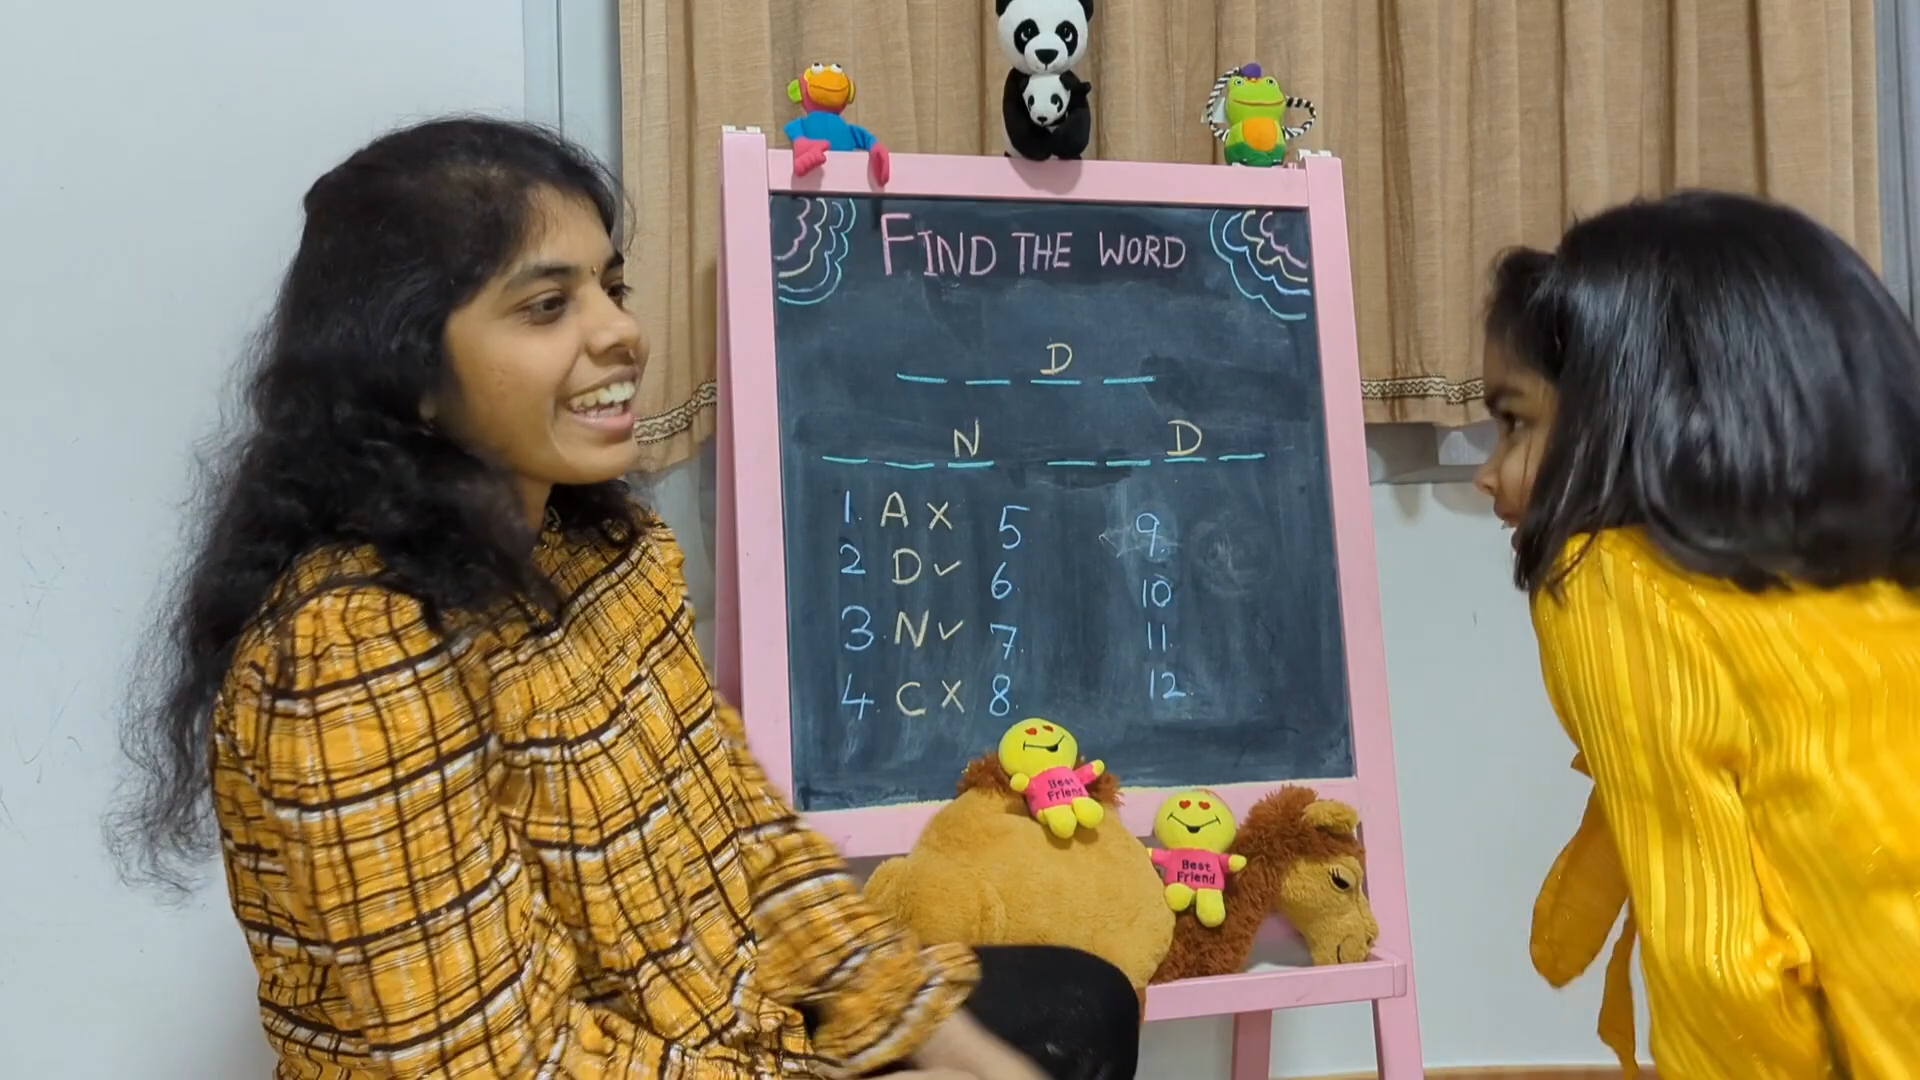 FIND THE WORD
_ _ D _
_ _ N _ _ D _
1. A X 5 9.
2 D ✓ 6. 10
3. N ✓ 7. 11.
4. C X 8. 12.
Best
Friend
Best
Friend